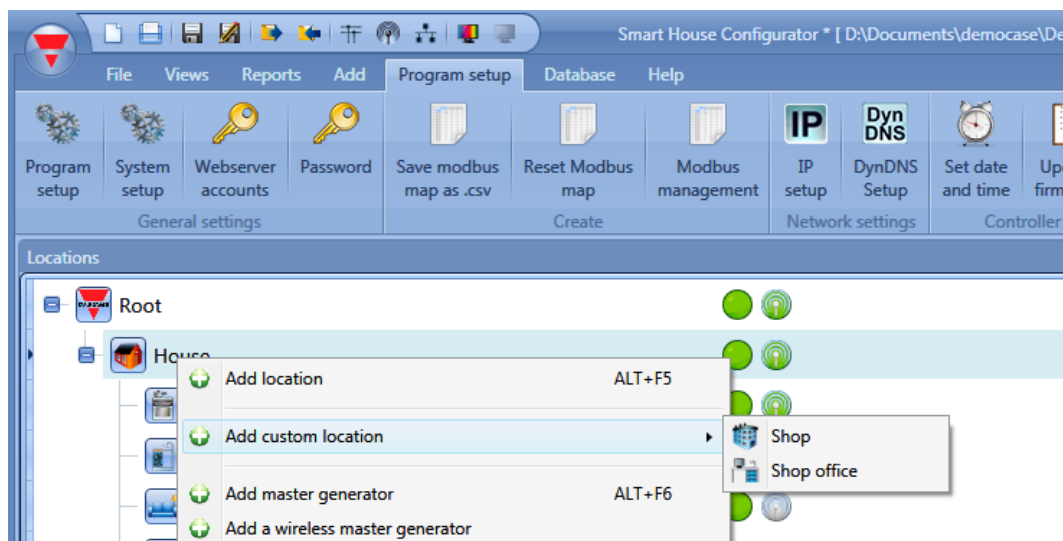 Smart House Configurator * [ D:\Documents\democase\De
File Views Reports Add Program setup Database Help
IP Dyn
DNS
Program System Webserver Password Save modbus Reset Modbus Modbus IP DynDNS Set date
setup setup accounts map as .csv map management setup Setup and time
General settings Create Network settings Controller
Locations
Root
House
Add location ALT+F5
Add custom location Shop
Shop office
Add master generator ALT+F6
Add a wireless master generator